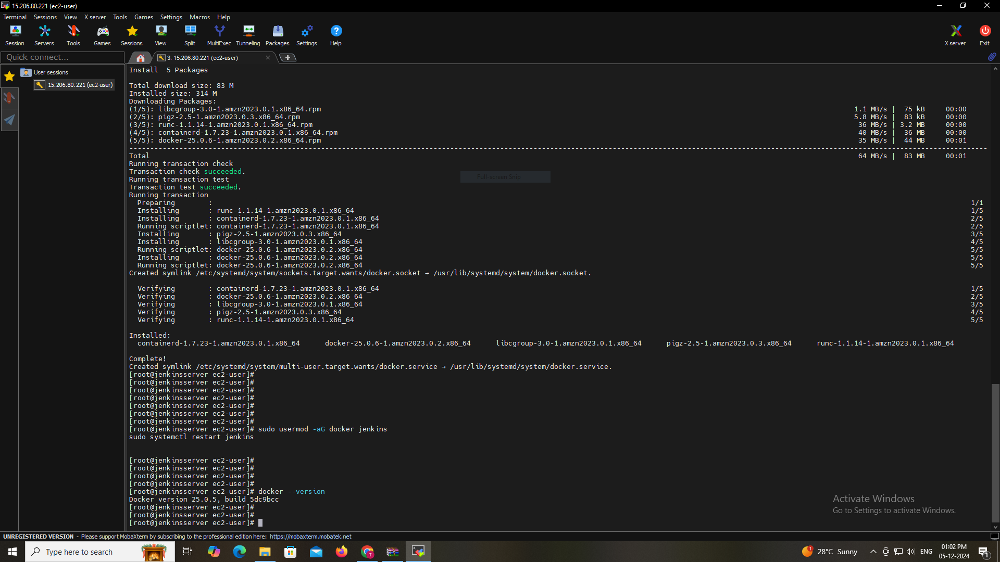 15.206.80.221 (ec2-user)
Terminal Sessions View X server Tools Games Settings Macros Help
Session Servers Tools Games Sessions View Split MultiExec Tunneling Packages Settings Help X server Exit
Quick connect...
3. 15.206.80.221 (ec2-user)
User sessions
15.206.80.221 (ec2-user)
Install  5 Packages
Total download size: 83 M
Installed size: 314 M
Downloading Packages:
(1/5): libcgroup-3.0-1.amzn2023.0.1.x86_64.rpm 1.1 MB/s |  75 kB 00:00
(2/5): pigz-2.5-1.amzn2023.0.3.x86_64.rpm 5.8 MB/s |  83 kB 00:00
(3/5): runc-1.1.14-1.amzn2023.0.1.x86_64.rpm 36 MB/s | 3.2 MB 00:00
(4/5): containerd-1.7.23-1.amzn2023.0.1.x86_64.rpm 40 MB/s |  36 MB 00:00
(5/5): docker-25.0.6-1.amzn2023.0.2.x86_64.rpm 35 MB/s |  44 MB 00:01
Total 64 MB/s |  83 MB 00:01
Running transaction check
Transaction check succeeded.
Running transaction test
Full-screen Snip
Transaction test succeeded.
Running transaction
Preparing : 1/1
Installing : runc-1.1.14-1.amzn2023.0.1.x86_64 1/5
Installing : containerd-1.7.23-1.amzn2023.0.1.x86_64 2/5
Running scriptlet: containerd-1.7.23-1.amzn2023.0.1.x86_64 2/5
Installing : pigz-2.5-1.amzn2023.0.3.x86_64 3/5
Installing : libcgroup-3.0-1.amzn2023.0.1.x86_64 4/5
Running scriptlet: docker-25.0.6-1.amzn2023.0.2.x86_64 5/5
Installing : docker-25.0.6-1.amzn2023.0.2.x86_64 5/5
Running scriptlet: docker-25.0.6-1.amzn2023.0.2.x86_64 5/5
Created symlink /etc/systemd/system/sockets.target.wants/docker.socket → /usr/lib/systemd/system/docker.socket.
Verifying : containerd-1.7.23-1.amzn2023.0.1.x86_64 1/5
Verifying : docker-25.0.6-1.amzn2023.0.2.x86_64 2/5
Verifying : libcgroup-3.0-1.amzn2023.0.1.x86_64 3/5
Verifying : pigz-2.5-1.amzn2023.0.3.x86_64 4/5
Verifying : runc-1.1.14-1.amzn2023.0.1.x86_64 5/5
Installed:
containerd-1.7.23-1.amzn2023.0.1.x86_64 docker-25.0.6-1.amzn2023.0.2.x86_64 libcgroup-3.0-1.amzn2023.0.1.x86_64 pigz-2.5-1.amzn2023.0.3.x86_64 runc-1.1.14-1.amzn2023.0.1.x86_64
Complete!
Created symlink /etc/systemd/system/multi-user.target.wants/docker.service → /usr/lib/systemd/system/docker.service.
[root@jenkinsserver ec2-user]#
[root@jenkinsserver ec2-user]#
[root@jenkinsserver ec2-user]#
[root@jenkinsserver ec2-user]#
[root@jenkinsserver ec2-user]#
[root@jenkinsserver ec2-user]#
[root@jenkinsserver ec2-user]#
[root@jenkinsserver ec2-user]# sudo usermod -aG docker jenkins
sudo systemctl restart jenkins
[root@jenkinsserver ec2-user]#
[root@jenkinsserver ec2-user]#
[root@jenkinsserver ec2-user]#
[root@jenkinsserver ec2-user]#
[root@jenkinsserver ec2-user]# docker --version
Docker version 25.0.5, build 5dc9bcc
[root@jenkinsserver ec2-user]#
[root@jenkinsserver ec2-user]#
[root@jenkinsserver ec2-user]#
Activate Windows
Go to Settings to activate Windows.
UNREGISTERED VERSION - Please support MobaXterm by subscribing to the professional edition here: https://mobaxterm.mobatek.net
Type here to search
1
28°C Sunny
ENG
01:02 PM
05-12-2024
1